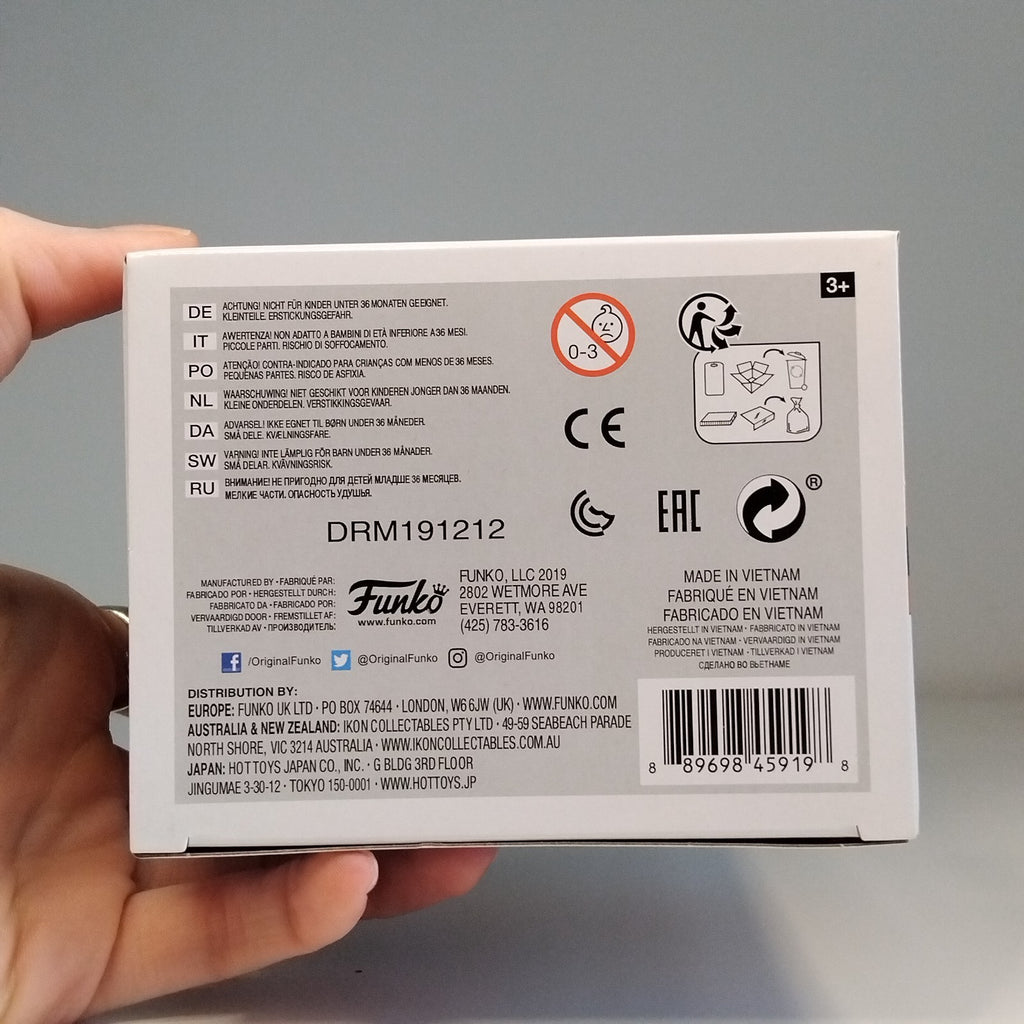 3+
DE ACHTUNG! NICHT FÜR KINDER UNTER 36 MONATEN GEEIGNET.
KLEINTEILE. ERSTICKUNGSGEFAHR.
IT AWERTENZA! NON ADATTO A BAMBINI DI ETÀ INFERIORE A 36 MESI.
PICCOLE PARTI. RISCHIO DI SOFFOCAMENTO.
PO ATENÇÃO! CONTRA-INDICADO PARA CRIANÇAS COM MENOS DE 36 MESES.
PEQUENAS PARTES. RISCO DE ASFIXIA.
NL WAARSCHUWING! NIET GESCHIKT VOOR KINDEREN JONGER DAN 36 MAANDEN.
KLEINE ONDERDELEN. VERSTIKKINGSGEVAAR.
DA ADVARSEL! IKKE EGNET TIL BØRN UNDER 36 MÅNEDER.
SMÅ DELE. KVÆLNINGSFARE.
SW VARNING! INTE LÄMPLIG FÖR BARN UNDER 36 MÅNADER.
SMÅ DELAR. KVÄVNINGSRISK.
RU ВНИМАНИЕ! НЕ ПРИГОДНО ДЛЯ ДЕТЕЙ МЛАДШЕ 36 МЕСЯЦЕВ.
МЕЛКИЕ ЧАСТИ. ОПАСНОСТЬ УДУШЬЯ.
0-3
CE
EAC
®
DRM191212
MANUFACTURED BY • FABRIQUÉ PAR:
FABRICADO POR • HERGESTELLT DURCH:
FABBRICATO DA • FABRICADO POR:
VERVAARDIGD DOOR • FREMSTILLET AF:
TILLVERKAD AV • ПРОИЗВОДИТЕЛЬ:
Funko
www.funko.com
FUNKO, LLC 2019
2802 WETMORE AVE
EVERETT, WA 98201
(425) 783-3616
MADE IN VIETNAM
FABRIQUÉ EN VIETNAM
FABRICADO EN VIETNAM
HERGESTELLT IN VIETNAM • FABBRICATO IN VIETNAM
FABRICADO NA VIETNAM • VERVAARDIGD IN VIETNAM
PRODUCERET I VIETNAM • TILLVERKAD I VIETNAM
СДЕЛАНО ВО ВЬЕТНАМЕ
/OriginalFunko @OriginalFunko @OriginalFunko
DISTRIBUTION BY:
EUROPE: FUNKO UK LTD • PO BOX 74644 • LONDON, W6 6JW (UK) • WWW.FUNKO.COM
AUSTRALIA & NEW ZEALAND: IKON COLLECTABLES PTY LTD • 49-59 SEABEACH PARADE
NORTH SHORE, VIC 3214 AUSTRALIA • WWW.IKONCOLLECTABLES.COM.AU
JAPAN: HOT TOYS JAPAN CO., INC. • G BLDG 3RD FLOOR
JINGUMAE 3-30-12 • TOKYO 150-0001 • WWW.HOTTOYS.JP
8 89698 45919 8